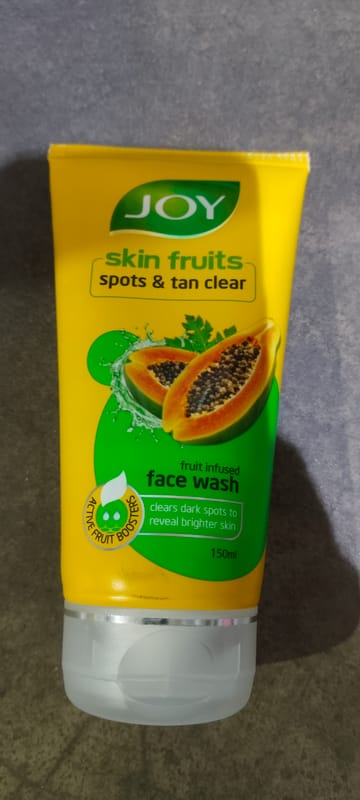 JOY
skin fruits
spots & tan clear
fruit infused
face wash
ACTIVE FRUIT BOOSTERS
clears dark spots to
reveal brighter skin
150ml